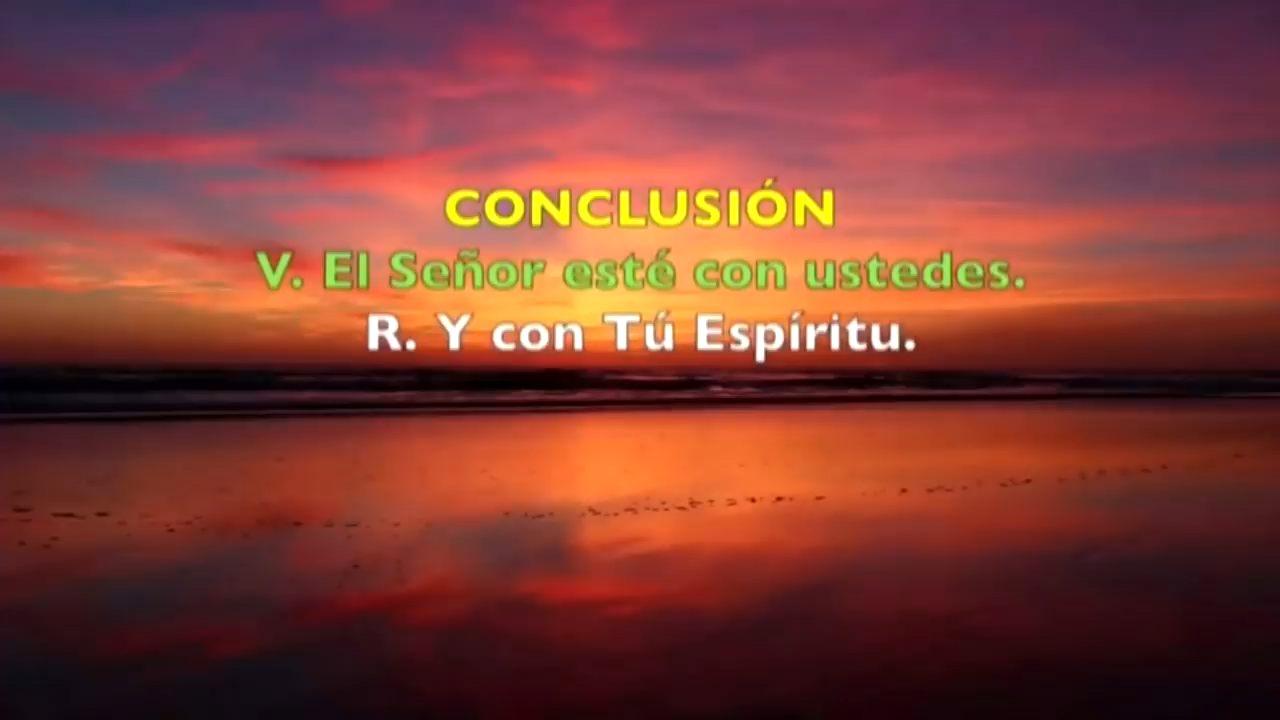 CONCLUSIÓN
V. El Señor esté con ustedes.
R. Y con Tú Espíritu.